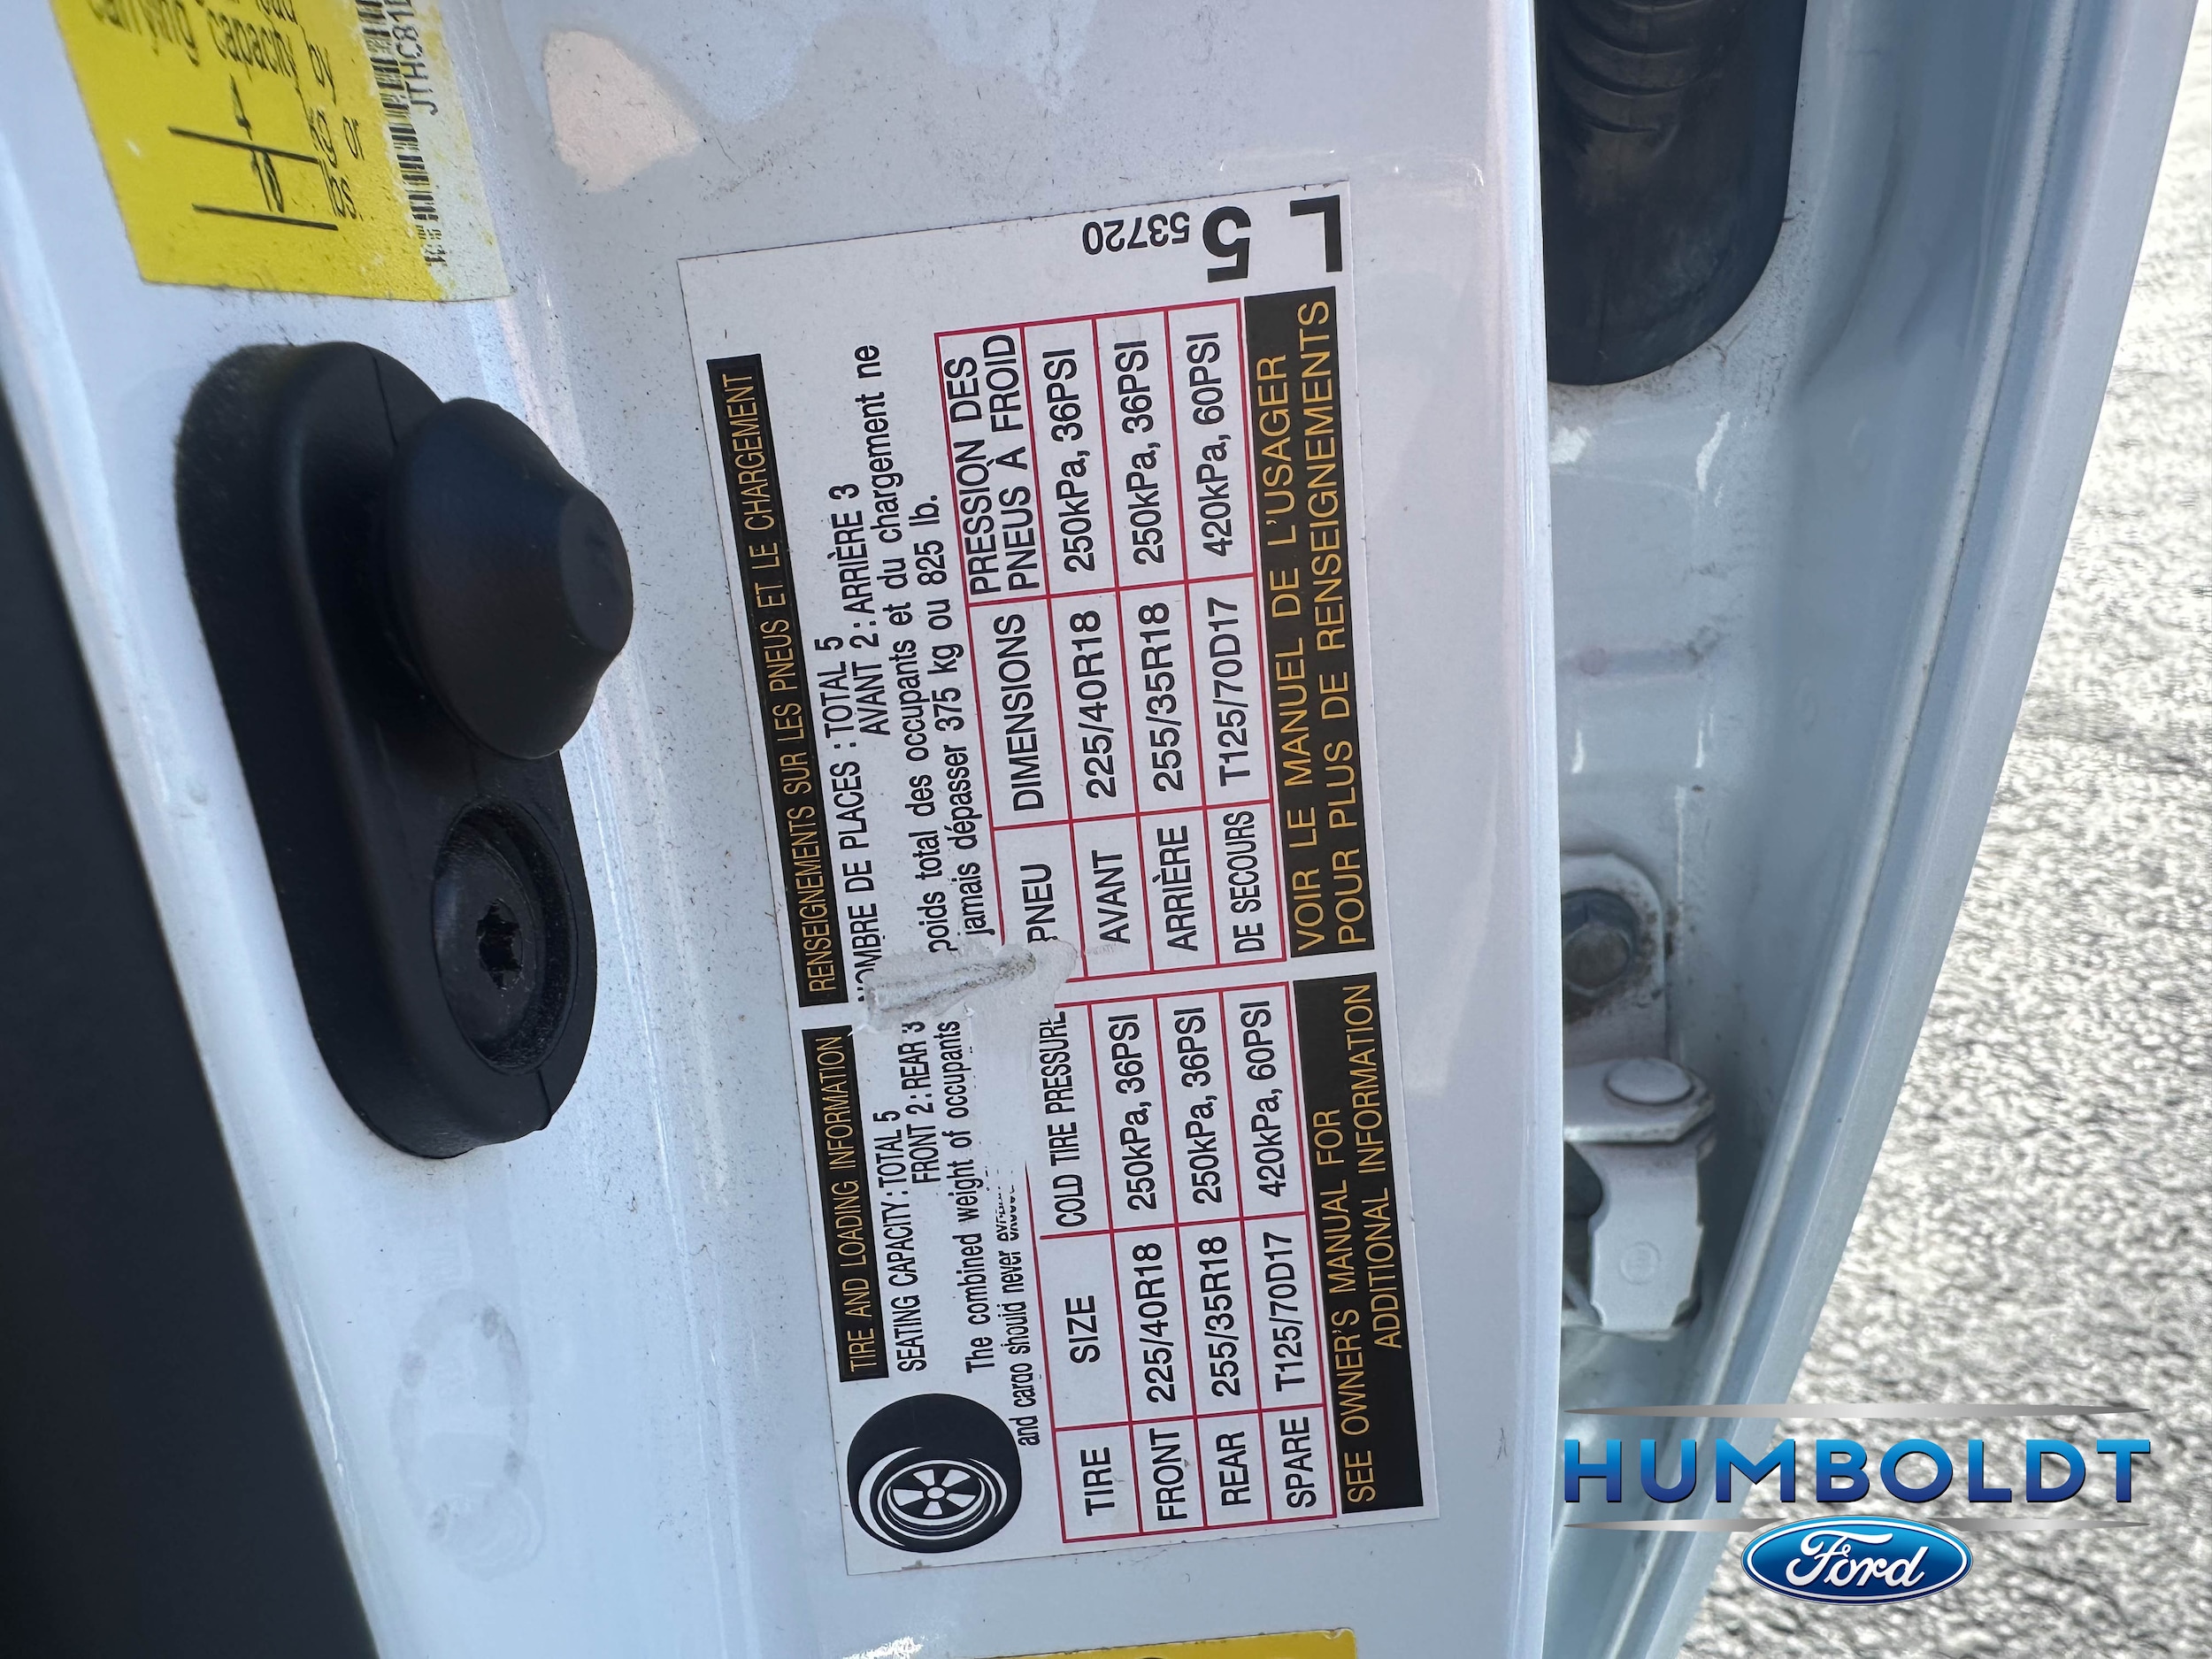 carrying capacity by
4 kg or
10 lbs.
JTHC81
TIRE AND LOADING INFORMATION
SEATING CAPACITY : TOTAL 5
FRONT 2 : REAR 3
The combined weight of occupants
and cargo should never
TIRE SIZE COLD TIRE PRESSURE
FRONT 225/40R18 250kPa, 36PSI
REAR 255/35R18 250kPa, 36PSI
SPARE T125/70D17 420kPa, 60PSI
SEE OWNER'S MANUAL FOR
ADDITIONAL INFORMATION
RENSEIGNEMENTS SUR LES PNEUS ET LE CHARGEMENT
NOMBRE DE PLACES : TOTAL 5
AVANT 2 : ARRIÈRE 3
poids total des occupants et du chargement ne
jamais dépasser 375 kg ou 825 lb.
PNEU DIMENSIONS PRESSION DES
PNEUS À FROID
AVANT 225/40R18 250kPa, 36PSI
ARRIÈRE 255/35R18 250kPa, 36PSI
DE SECOURS T125/70D17 420kPa, 60PSI
VOIR LE MANUEL DE L'USAGER
POUR PLUS DE RENSEIGNEMENTS
53720
5
L
HUMBOLDT
Ford